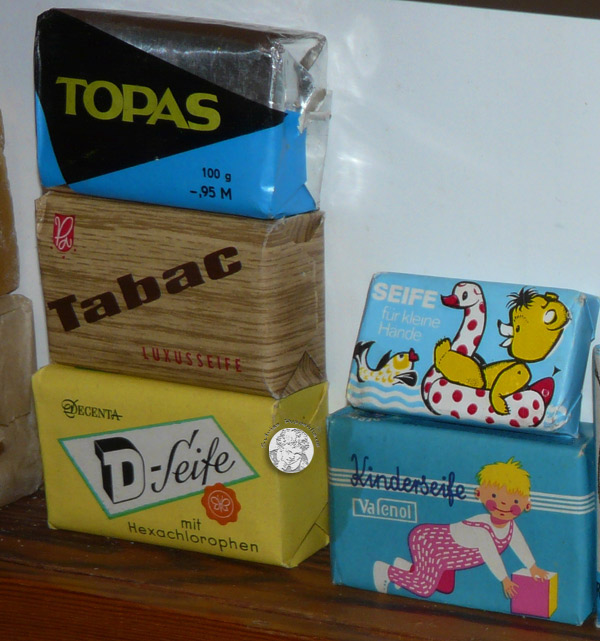 TOPAS
100 g
-,95 M
Tabac
LUXUSSEIFE
DECENTA
D-Seife
mit
Hexachlorophen
SEIFE
für kleine
Hände
Kinderseife
Valenol